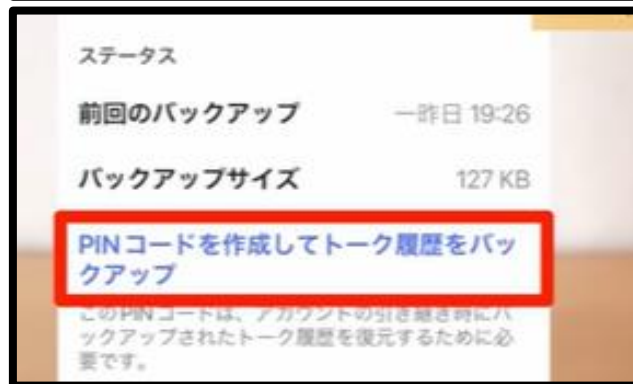 ステータス
前回のバックアップ 一昨日 19:26
バックアップサイズ 127 KB
PINコードを作成してトーク履歴をバッ
クアップ
このPINコードは、アカウントの引き継ぎ時にバ
ックアップされたトーク履歴を復元するために必
要です。